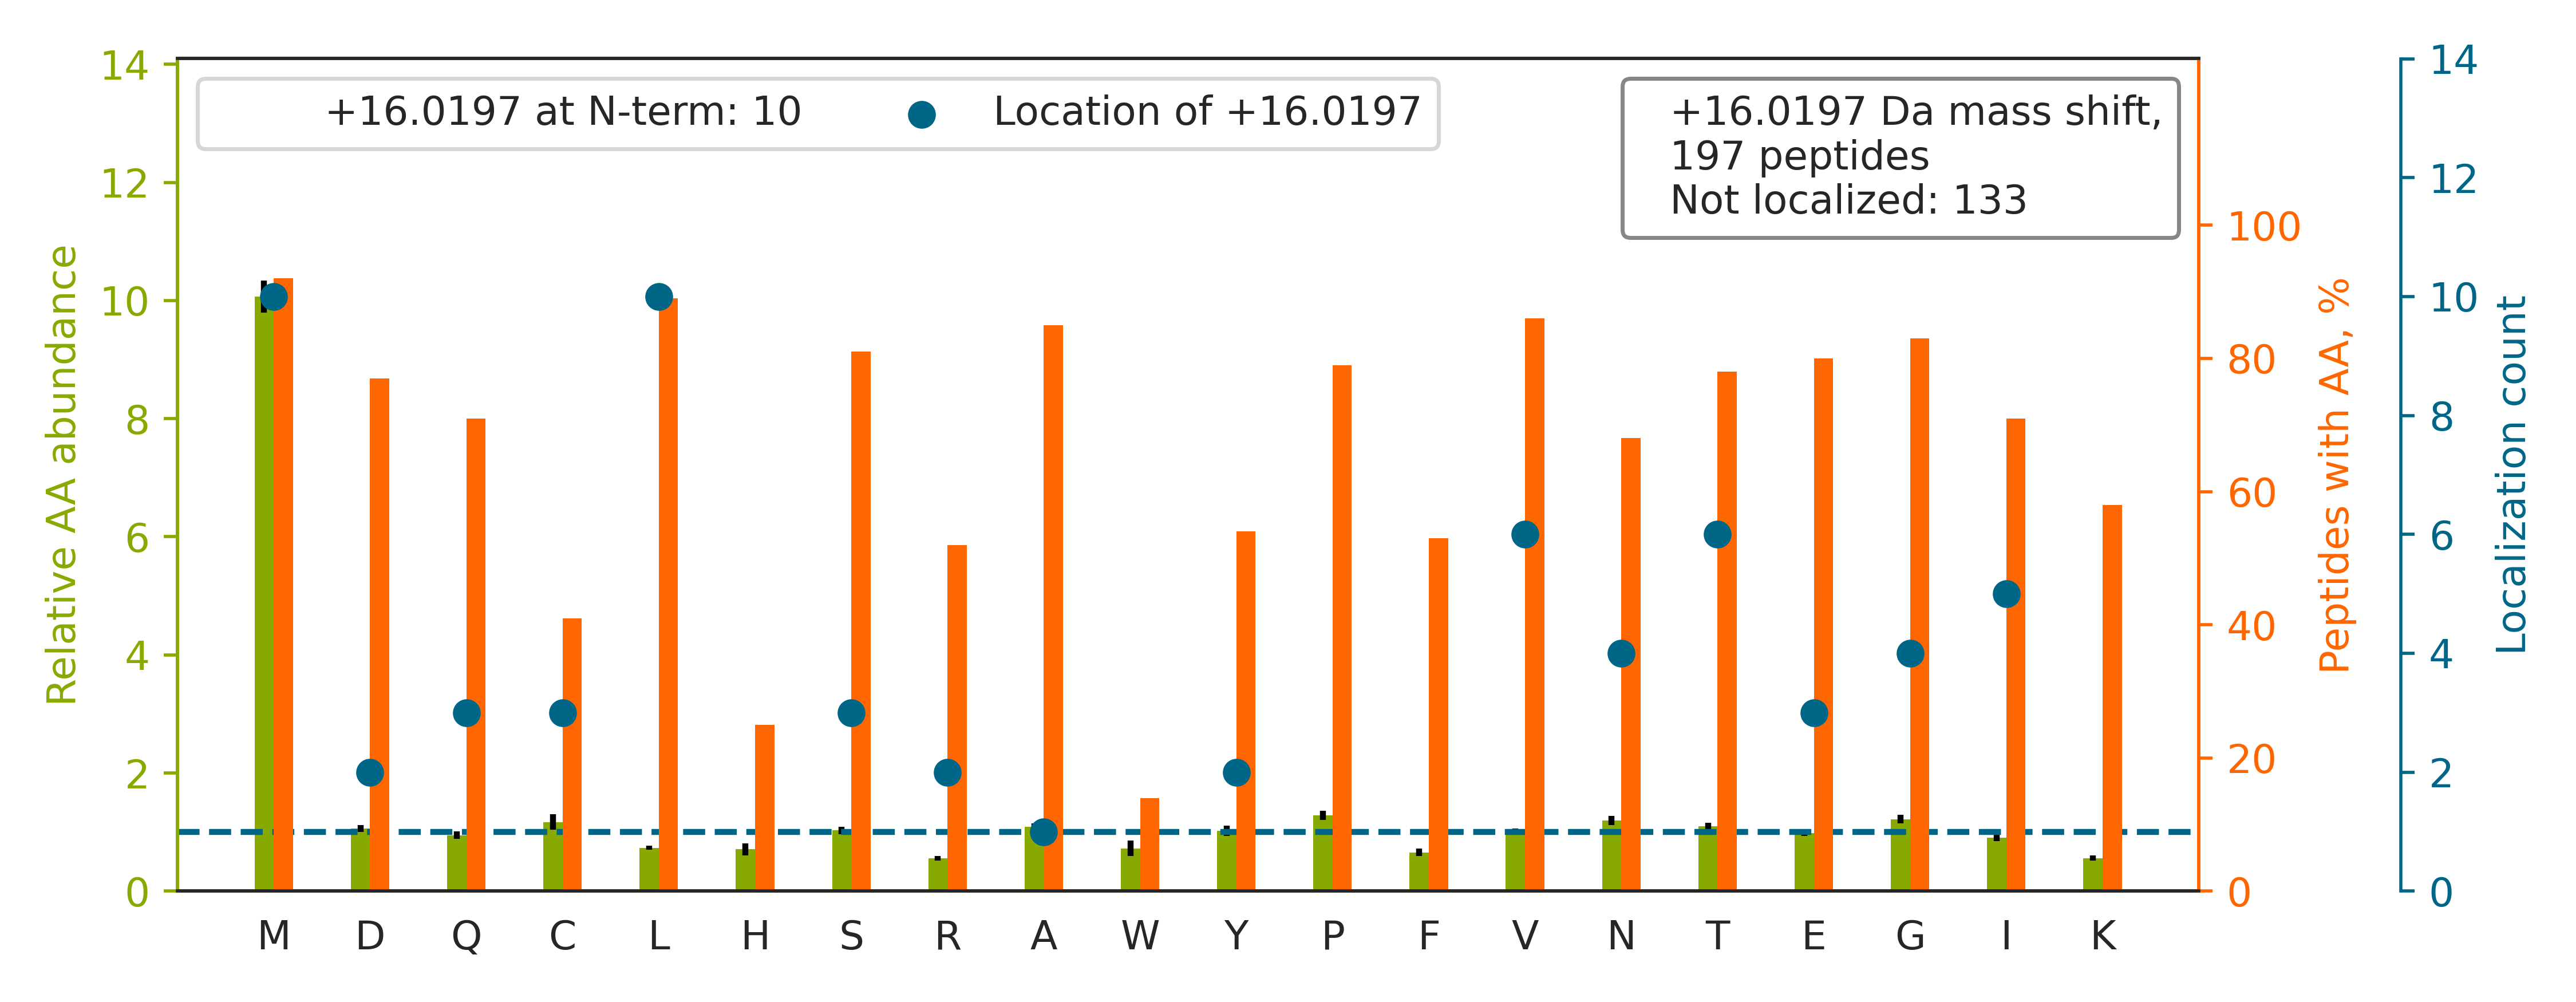 +16.0197 at N-term: 10 Location of +16.0197
+16.0197 Da mass shift,
197 peptides
Not localized: 133
Relative AA abundance
14
12
10
8
6
4
2
0
M D Q C L H S R A W Y P F V N T E G I K
100
80
60
40
20
0
Peptides with AA, %
14
12
10
8
6
4
2
0
Localization count